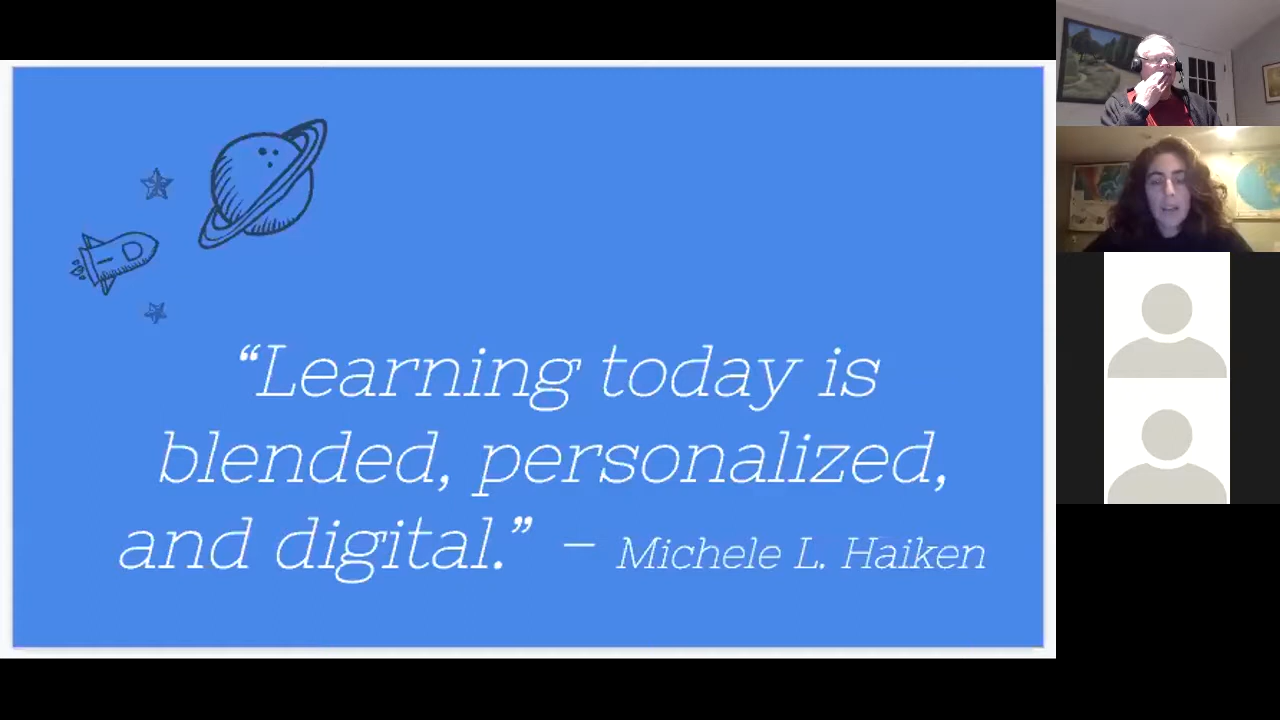 “Learning today is
blended, personalized,
and digital.” – Michele L. Haiken